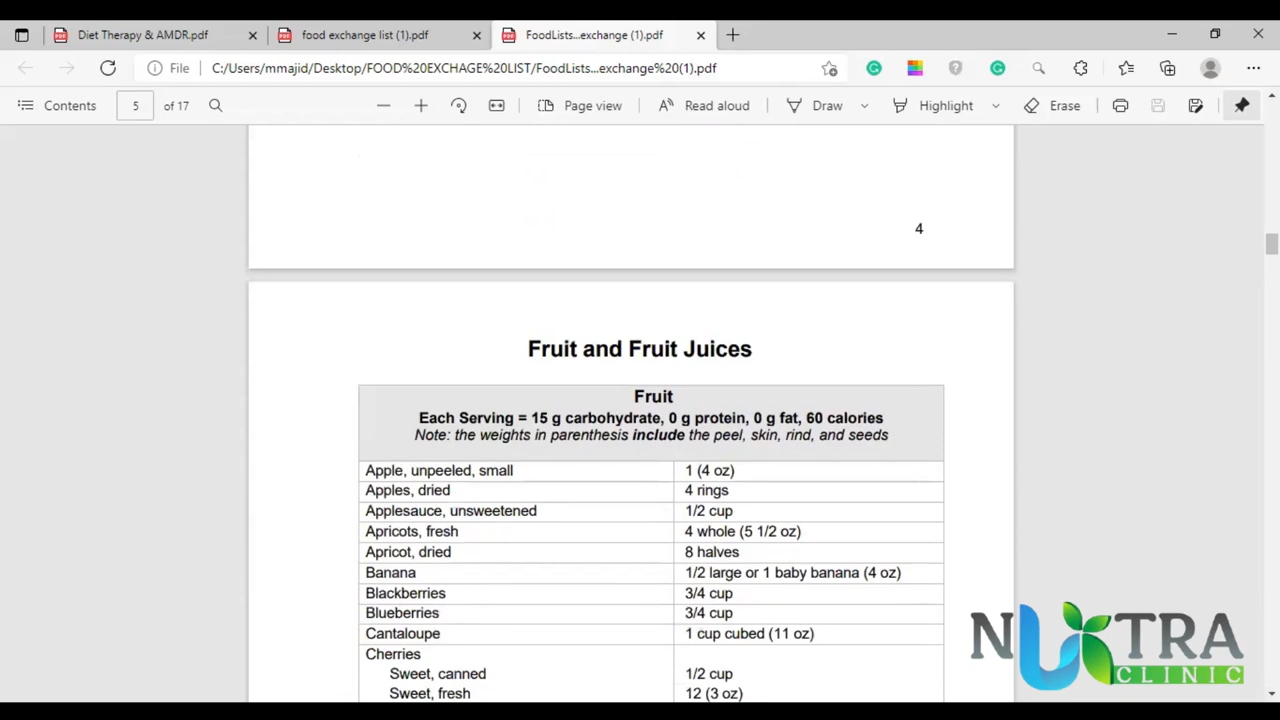 Diet Therapy & AMDR.pdf
food exchange list (1).pdf
FoodLists...exchange (1).pdf
File
C:/Users/mmajid/Desktop/FOOD%20EXCHAGE%20LIST/FoodLists...exchange%20(1).pdf
Contents 5 of 17 Page view Read aloud Draw Highlight Erase
4
Fruit and Fruit Juices
Fruit
Each Serving = 15 g carbohydrate, 0 g protein, 0 g fat, 60 calories
Note: the weights in parenthesis include the peel, skin, rind, and seeds
Apple, unpeeled, small 1 (4 oz)
Apples, dried 4 rings
Applesauce, unsweetened 1/2 cup
Apricots, fresh 4 whole (5 1/2 oz)
Apricot, dried 8 halves
Banana 1/2 large or 1 baby banana (4 oz)
Blackberries 3/4 cup
Blueberries 3/4 cup
Cantaloupe 1 cup cubed (11 oz)
Cherries
Sweet, canned 1/2 cup
Sweet, fresh 12 (3 oz)
NUTRA
CLINIC